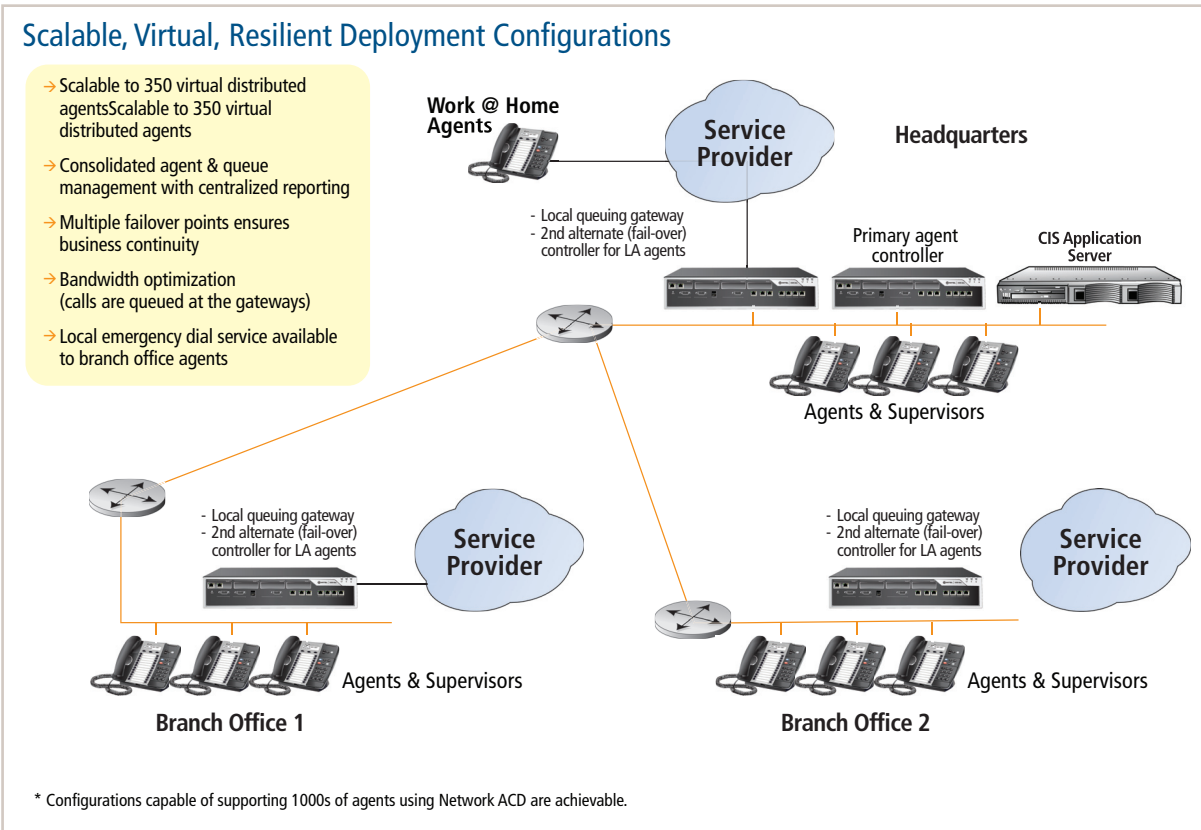 Scalable, Virtual, Resilient Deployment Configurations
→ Scalable to 350 virtual distributed
agentsScalable to 350 virtual
distributed agents
→ Consolidated agent & queue
management with centralized reporting
→ Multiple failover points ensures
business continuity
→ Bandwidth optimization
(calls are queued at the gateways)
→ Local emergency dial service available
to branch office agents
Work @ Home
Agents
Service
Provider
Headquarters
- Local queuing gateway
- 2nd alternate (fail-over)
controller for LA agents
Primary agent
controller
CIS Application
Server
Agents & Supervisors
- Local queuing gateway
- 2nd alternate (fail-over)
controller for LA agents
Service
Provider
Agents & Supervisors
Branch Office 1
- Local queuing gateway
- 2nd alternate (fail-over)
controller for LA agents
Service
Provider
Agents & Supervisors
Branch Office 2
* Configurations capable of supporting 1000s of agents using Network ACD are achievable.